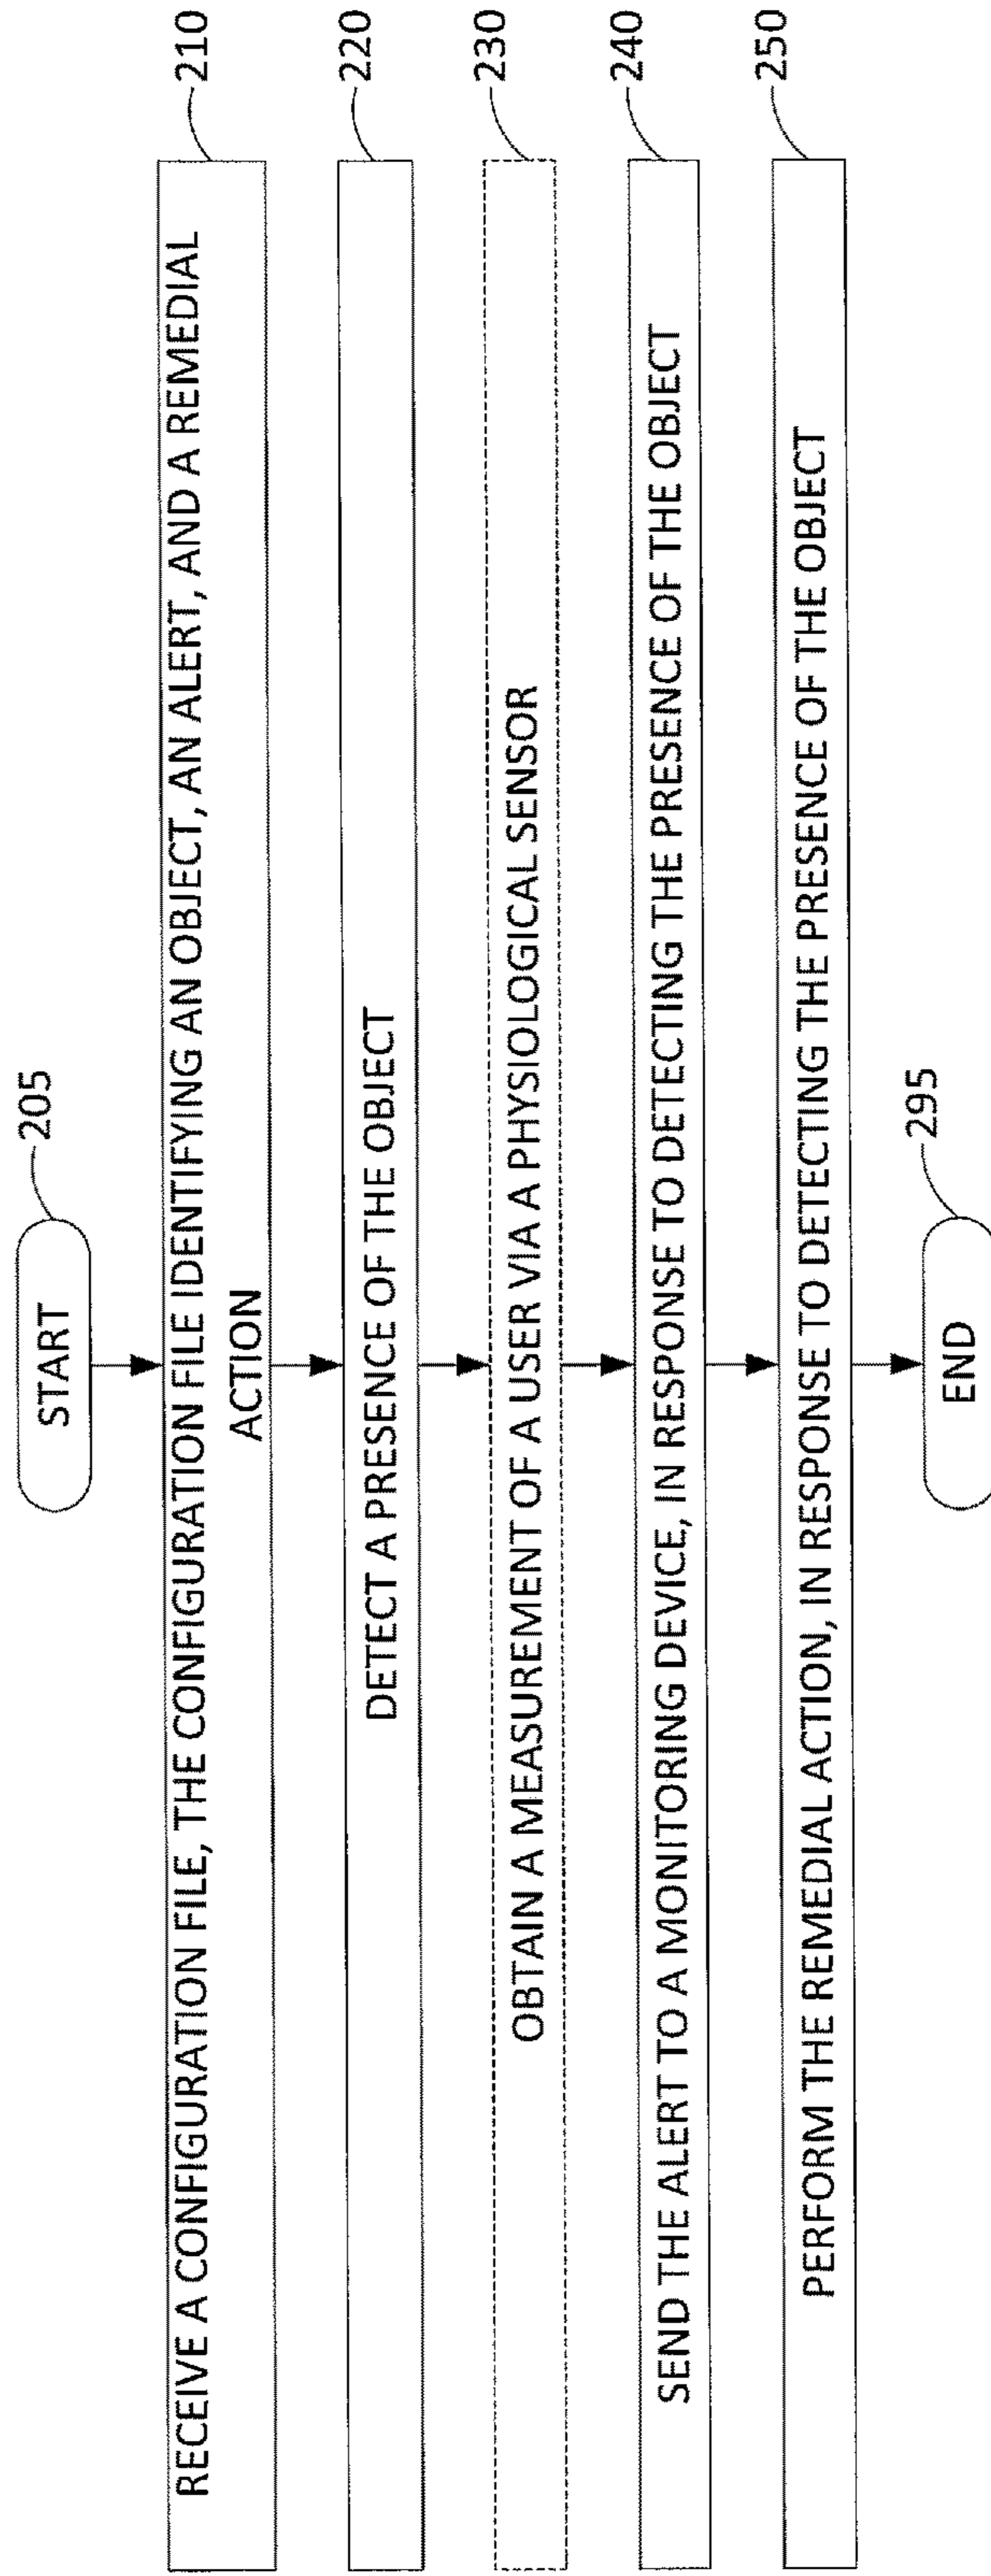 START
205
RECEIVE A CONFIGURATION FILE, THE CONFIGURATION FILE IDENTIFYING AN OBJECT, AN ALERT, AND A REMEDIAL
ACTION
210
DETECT A PRESENCE OF THE OBJECT
220
OBTAIN A MEASUREMENT OF A USER VIA A PHYSIOLOGICAL SENSOR
230
SEND THE ALERT TO A MONITORING DEVICE, IN RESPONSE TO DETECTING THE PRESENCE OF THE OBJECT
240
PERFORM THE REMEDIAL ACTION, IN RESPONSE TO DETECTING THE PRESENCE OF THE OBJECT
250
END
295